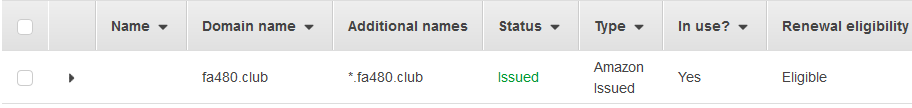 Name Domain name Additional names Status Type In use? Renewal eligibility
fa480.club *.fa480.club Issued Amazon Issued Yes Eligible